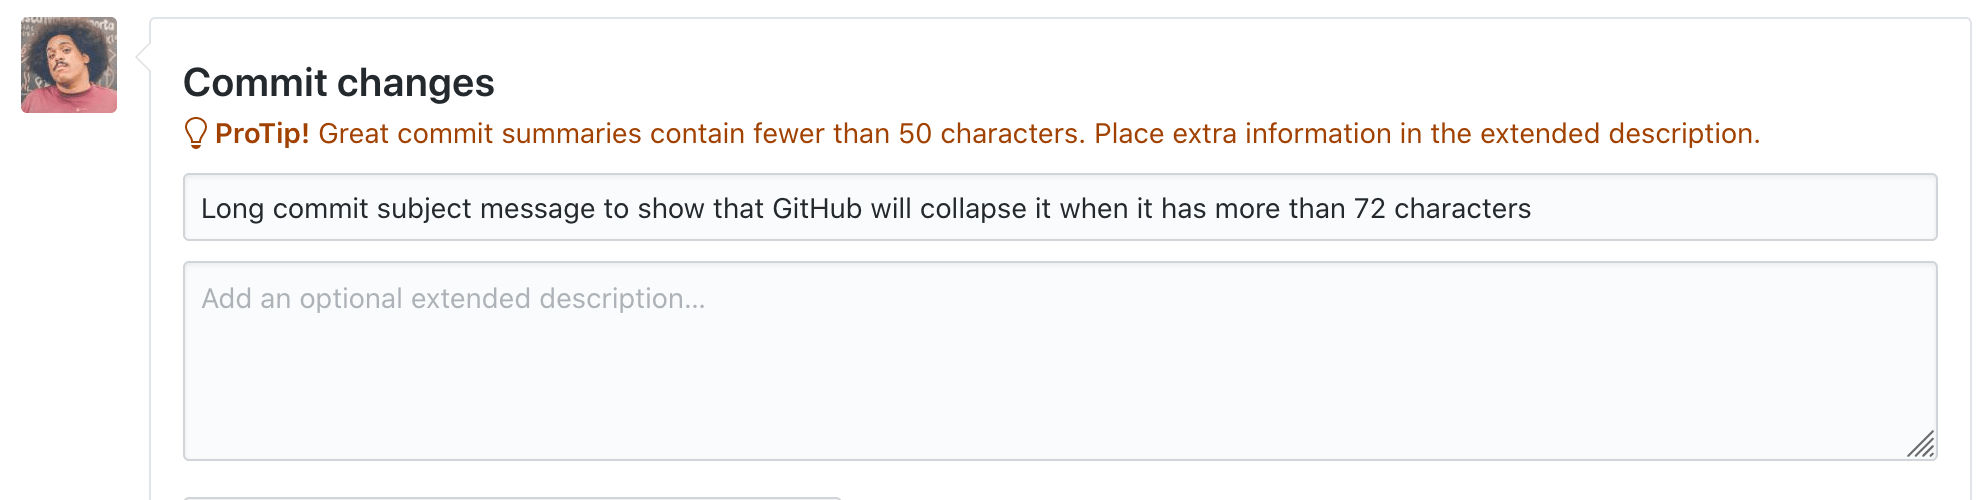 Commit changes
ProTip! Great commit summaries contain fewer than 50 characters. Place extra information in the extended description.
Long commit subject message to show that GitHub will collapse it when it has more than 72 characters
Add an optional extended description...